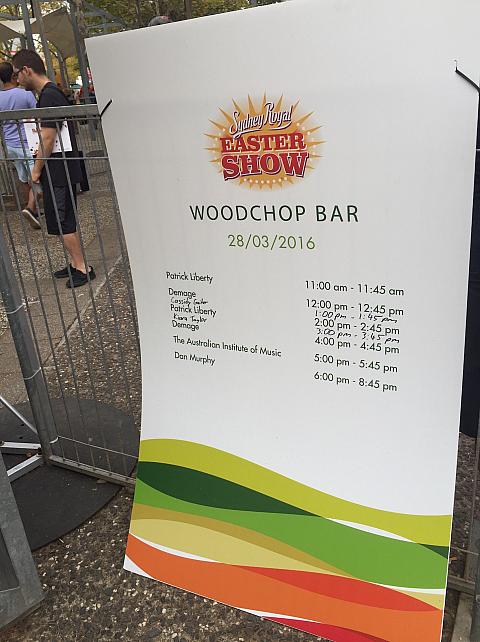 Sydney Royal
EASTER
SHOW
WOODCHOP BAR
28/03/2016
Patrick Liberty 11:00 am - 11:45 am
Demage 12:00 pm - 12:45 pm
Cassidy 1:00 pm - 1:45 pm
Patrick Liberty 2:00 pm - 2:45 pm
Kiara Taylor 3:00 pm - 3:45 pm
Demage 4:00 pm - 4:45 pm
The Australian Institute of Music 5:00 pm - 5:45 pm
Dan Murphy 6:00 pm - 8:45 pm